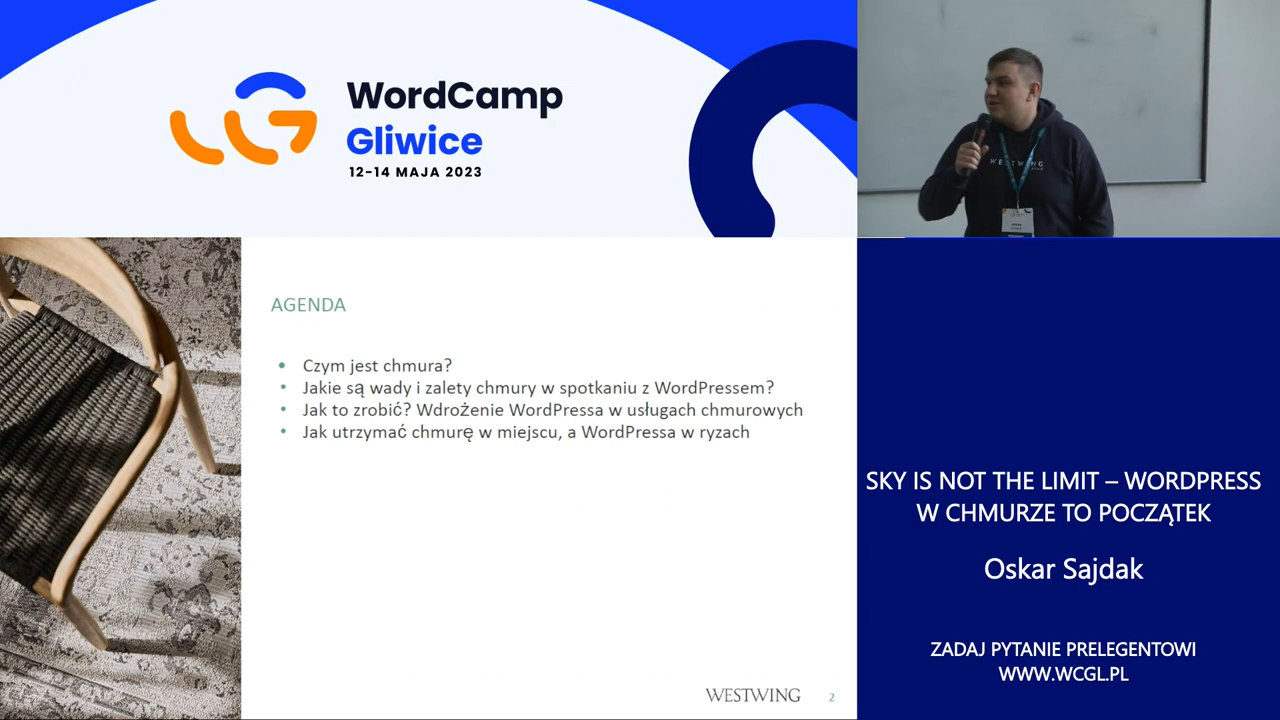 WordCamp
Gliwice
12-14 MAJA 2023
WESTWING
AGENDA
• Czym jest chmura?
• Jakie są wady i zalety chmury w spotkaniu z WordPressem?
• Jak to zrobić? Wdrożenie WordPressa w usługach chmurowych
• Jak utrzymać chmurę w miejscu, a WordPressa w ryzach
WESTWING 2
SKY IS NOT THE LIMIT – WORDPRESS
W CHMURZE TO POCZĄTEK
Oskar Sajdak
ZADAJ PYTANIE PRELEGENTOWI
WWW.WCGL.PL